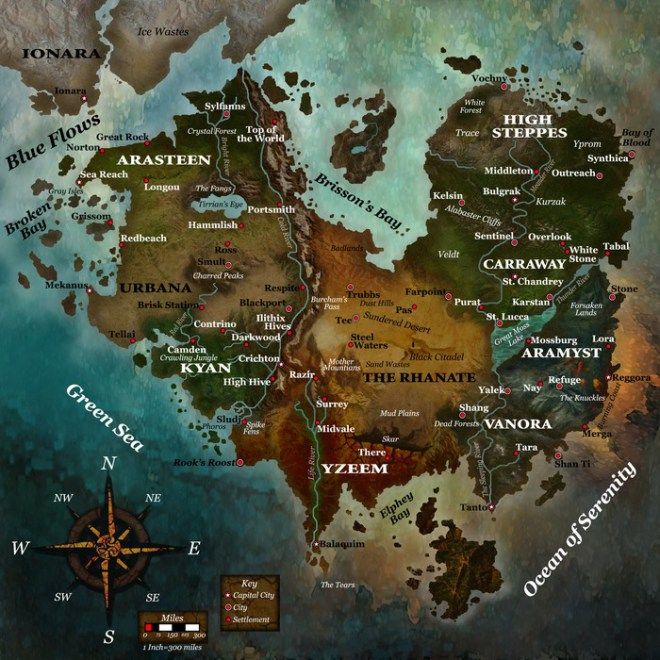 Ice Wastes
IONARA
Ionara
Blue Flows
Great Rock
Norton
ARASTEEN
Sylfanns
Crystal Forest
Bright River
Top of
the World
Sea Reach
Gray Isles
Longou
The Fangs
Tirrian's Eye
Portsmith
Broken
Bay
Grissom
Redbeach
Hammlish
Ross
Smult
Charred Peaks
Mekanus
URBANA
Brisk Station
Respite
Blackport
Ilithix
Hives
Contrino
Darkwood
Tellai
Camden
Crawling Jungle
Crichton
KYAN
High Hive
Sludj
Phoros
Spike
Fens
Rook's Roost
Green Sea
Brisson's Bay
Badlands
Burcham's
Pass
Trubbs
Dust Hills
Pas
Farpoint
Tee
Sundered Desert
Steel
Waters
Black Citadel
Mother
Mountians
Sand Wastes
THE RHANATE
Razir
Surrey
Midvale
Mud Plains
Skar
There
YZEEM
Life River
Balaquim
The Tears
Elphey
Bay
Vochny
White
Forest
HIGH
STEPPES
Trace
Yprom
Bay of
Blood
Synthica
Middleton
Outreach
Bulgrak
Kurzak
Kelsin
Alabaster Cliffs
Sentinel
Overlook
White
Stone
Tabal
Veldt
CARRAWAY
St. Chandrey
Karstan
Thunder River
Stone
Forsaken
Lands
Purat
St. Lucca
Great Moss
Lake
Mossburg
Lora
ARAMYST
Yalek
Nay
Refuge
The Knuckles
Reggora
Shang
Dead Forests
VANORA
Merga
Tara
Shan Ti
Tanto
Ocean of Serenity
N
NW
NE
W
E
SW
SE
S
Miles
0
75
150
300
1 Inch=300 miles
Key
Capital City
City
Settlement